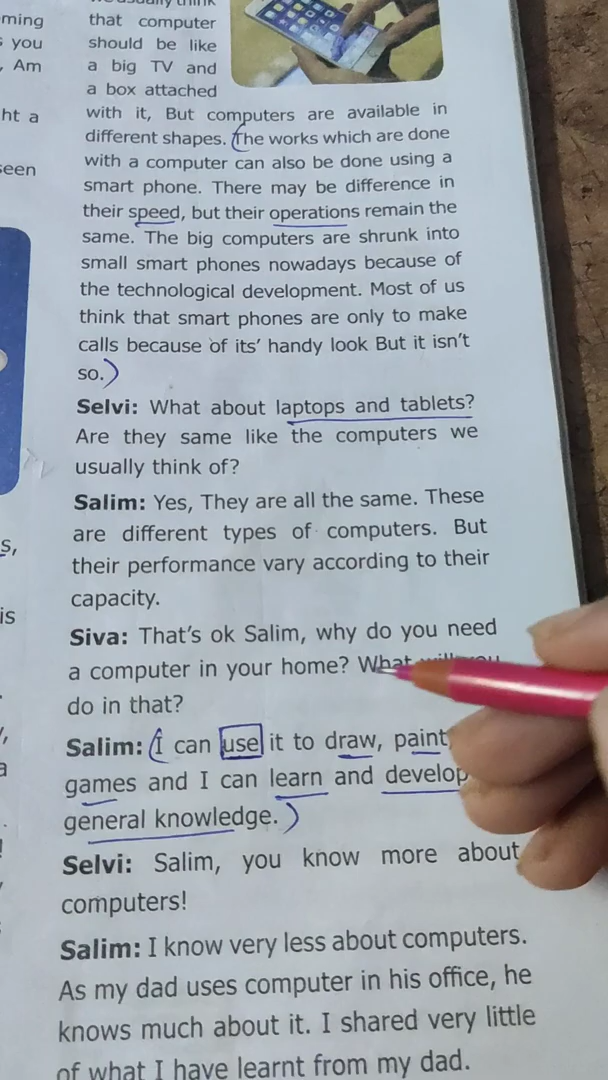 ming
you
Am
ht a
seen
s,
is
that computer
should be like
a big TV and
a box attached
with it, But computers are available in
different shapes. The works which are done
with a computer can also be done using a
smart phone. There may be difference in
their speed, but their operations remain the
same. The big computers are shrunk into
small smart phones nowadays because of
the technological development. Most of us
think that smart phones are only to make
calls because of its' handy look But it isn't
so.
Selvi: What about laptops and tablets?
Are they same like the computers we
usually think of?
Salim: Yes, They are all the same. These
are different types of computers. But
their performance vary according to their
capacity.
Siva: That's ok Salim, why do you need
a computer in your home? What will you
do in that?
Salim: I can use it to draw, paint,
games and I can learn and develop
general knowledge.
Selvi: Salim, you know more about
computers!
Salim: I know very less about computers.
As my dad uses computer in his office, he
knows much about it. I shared very little
of what I have learnt from my dad.